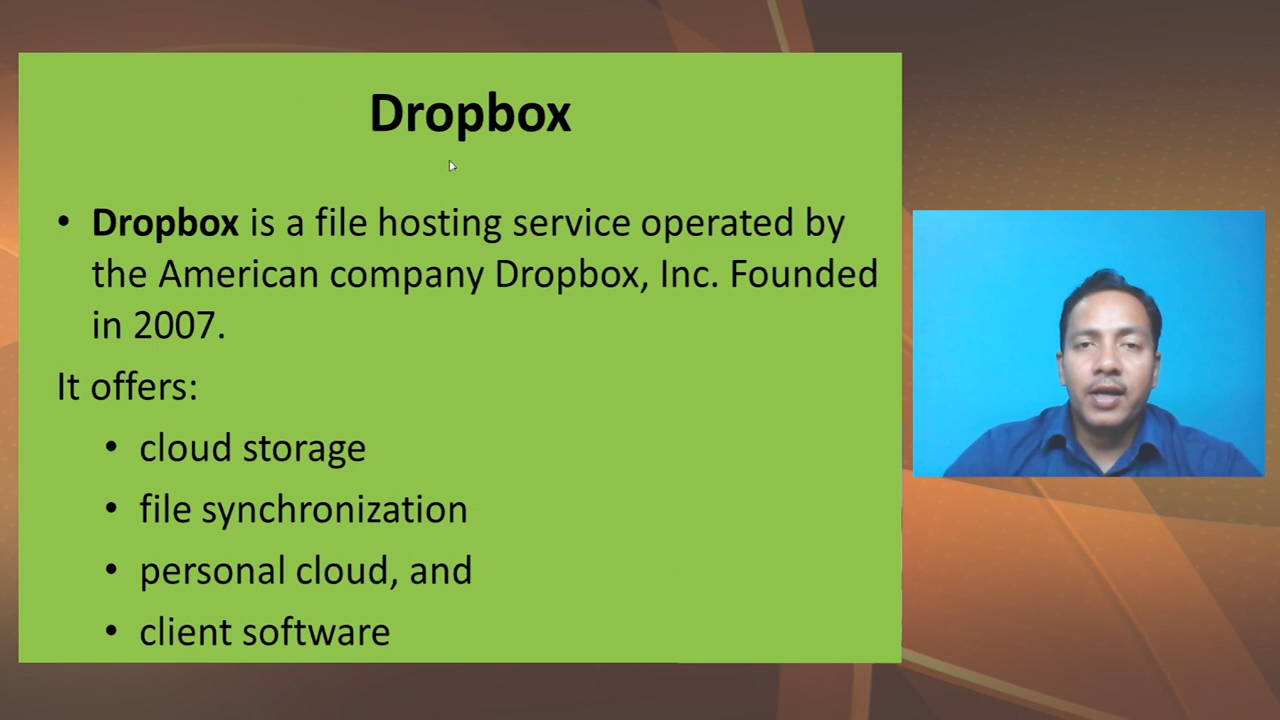 Dropbox
• Dropbox is a file hosting service operated by
the American company Dropbox, Inc. Founded
in 2007.
It offers:
• cloud storage
• file synchronization
• personal cloud, and
• client software